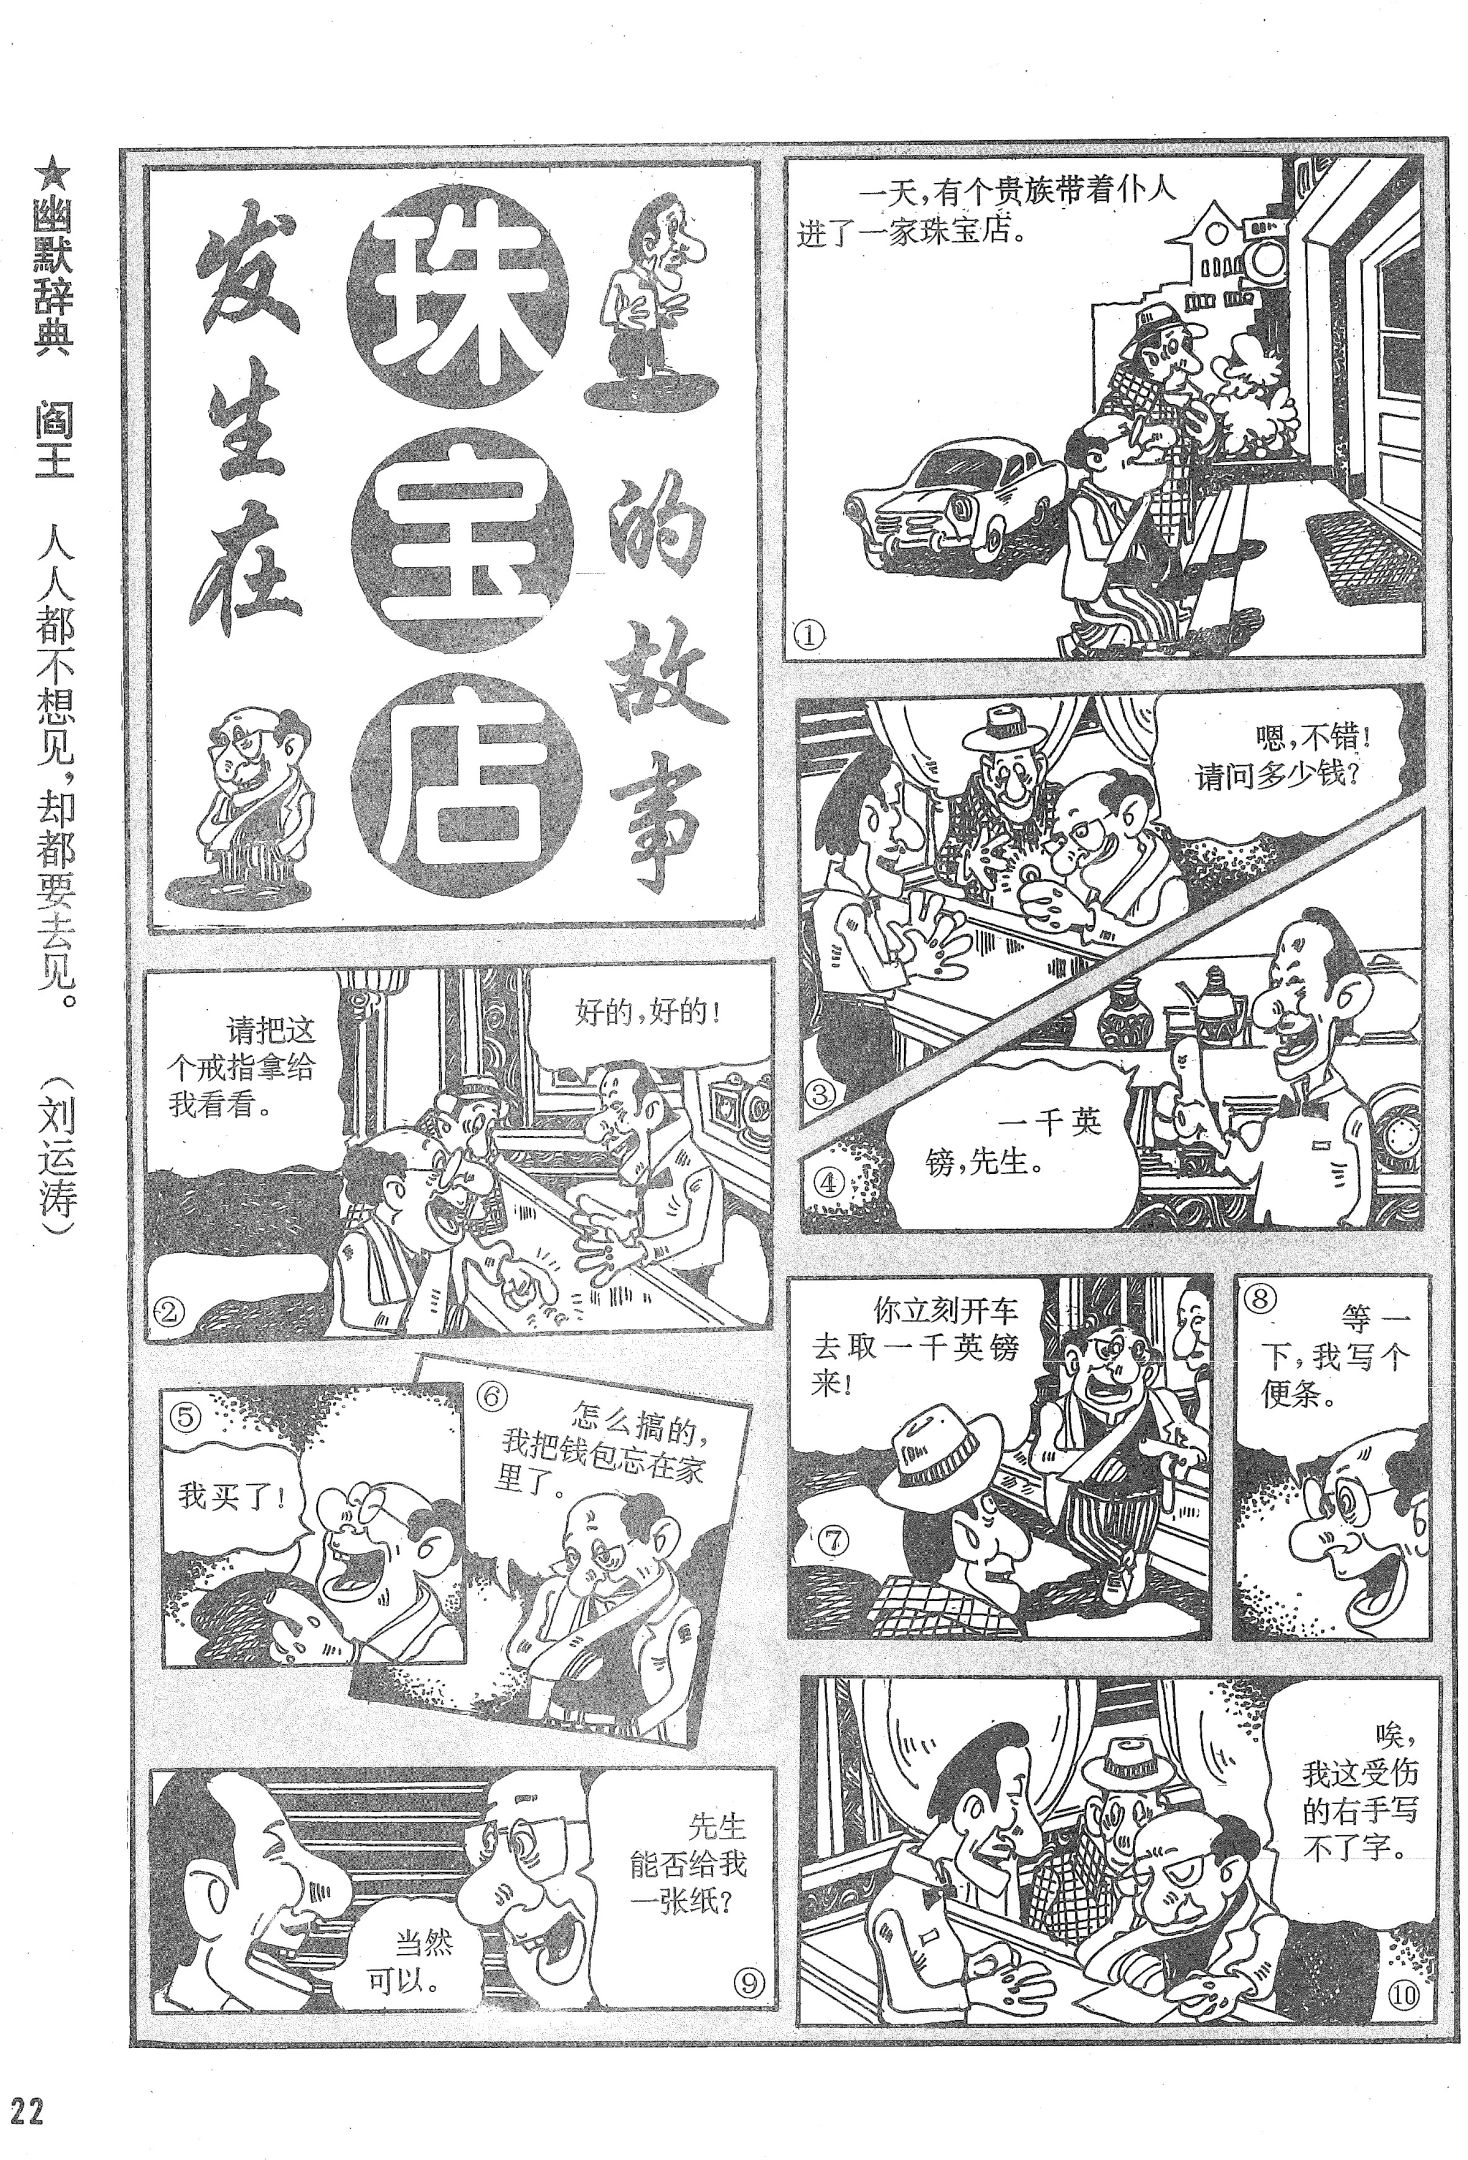 ★幽默辞典 阎王 人人都不想见，却都要去见。 （刘运涛）
发生在
珠宝店
的故事
一天，有个贵族带着仆人
进了一家珠宝店。
①
请把这
个戒指拿给
我看看。
好的，好的！
②
嗯，不错！
请问多少钱？
③
一千英
镑，先生。
④
⑤
我买了！
⑥
怎么搞的，
我把钱包忘在家
里了。
你立刻开车
去取一千英镑
来！
⑦
⑧
等一
下，我写个
便条。
先生
能否给我
一张纸？
当然
可以。
⑨
唉，
我这受伤
的右手写
不了字。
⑩
22